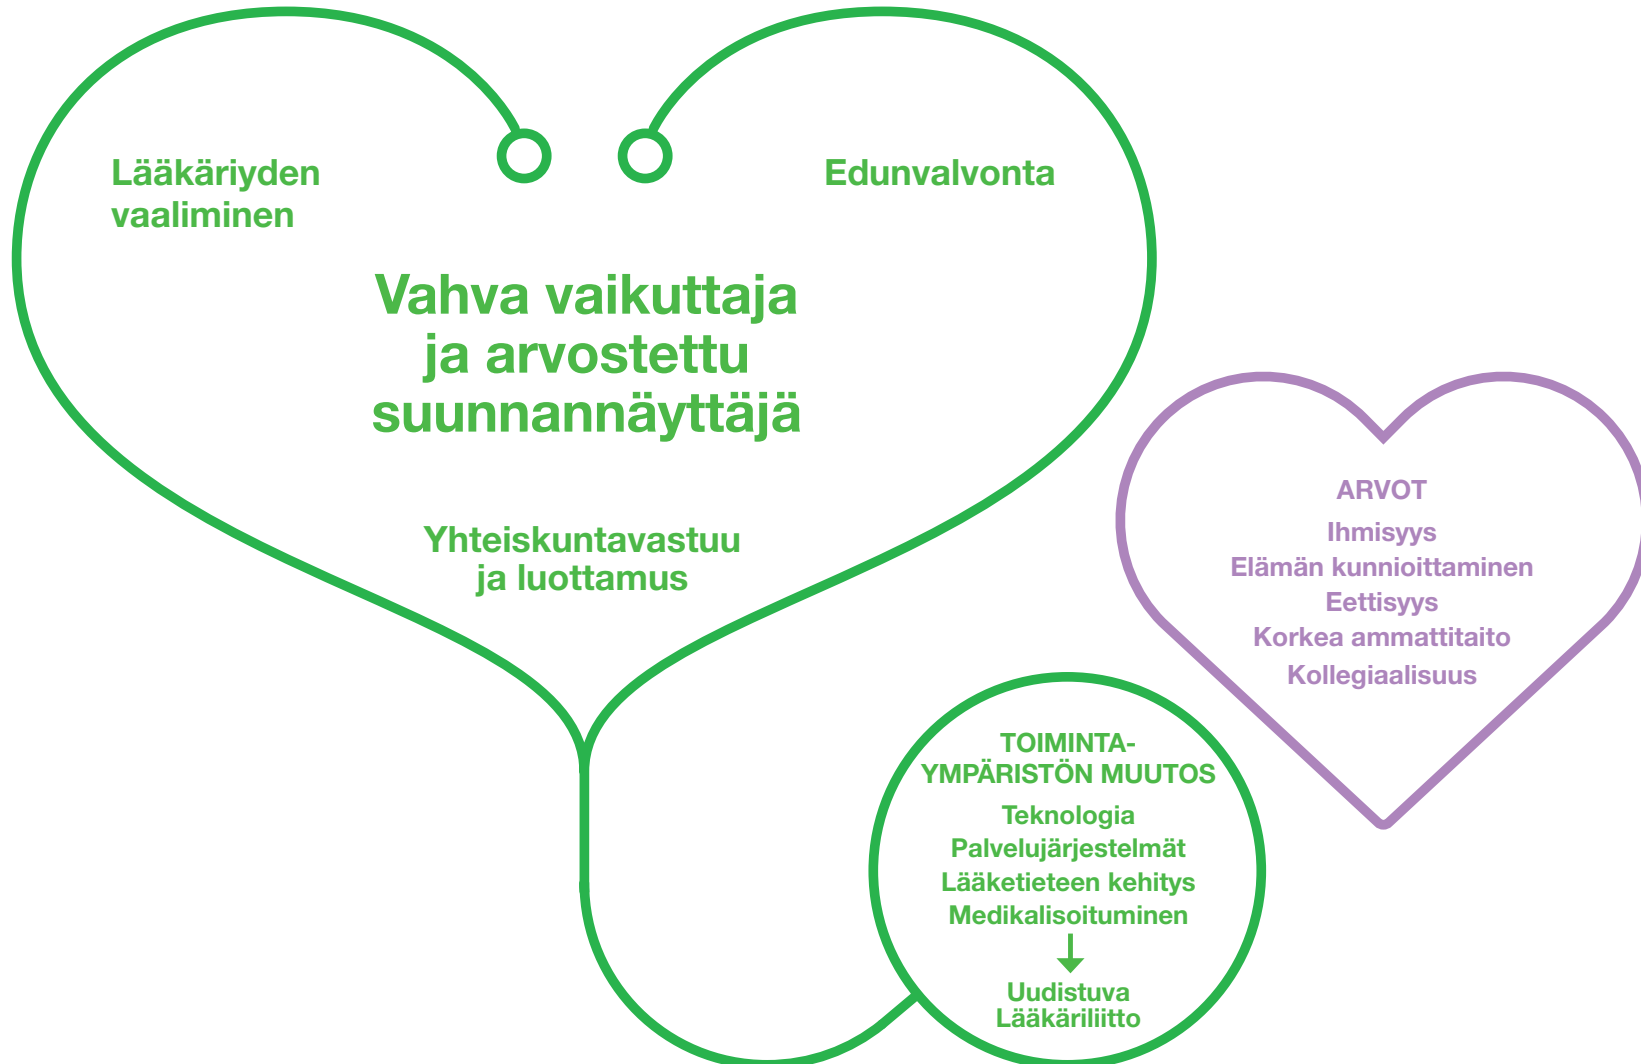 Lääkäriyden
vaaliminen
Edunvalvonta
Vahva vaikuttaja
ja arvostettu
suunnannäyttäjä
Yhteiskuntavastuu
ja luottamus
ARVOT
Ihmisyys
Elämän kunnioittaminen
Eettisyys
Korkea ammattitaito
Kollegiaalisuus
TOIMINTA-
YMPÄRISTÖN MUUTOS
Teknologia
Palvelujärjestelmät
Lääketieteen kehitys
Medikalisoituminen
Uudistuva
Lääkäriliitto